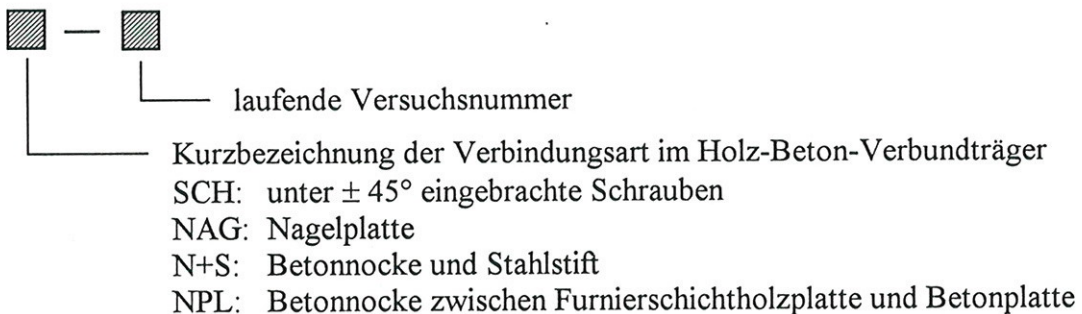 —
laufende Versuchsnummer
Kurzbezeichnung der Verbindungsart im Holz-Beton-Verbundträger
SCH: unter ± 45° eingebrachte Schrauben
NAG: Nagelplatte
N+S: Betonnocke und Stahlstift
NPL: Betonnocke zwischen Furnierschichtholzplatte und Betonplatte